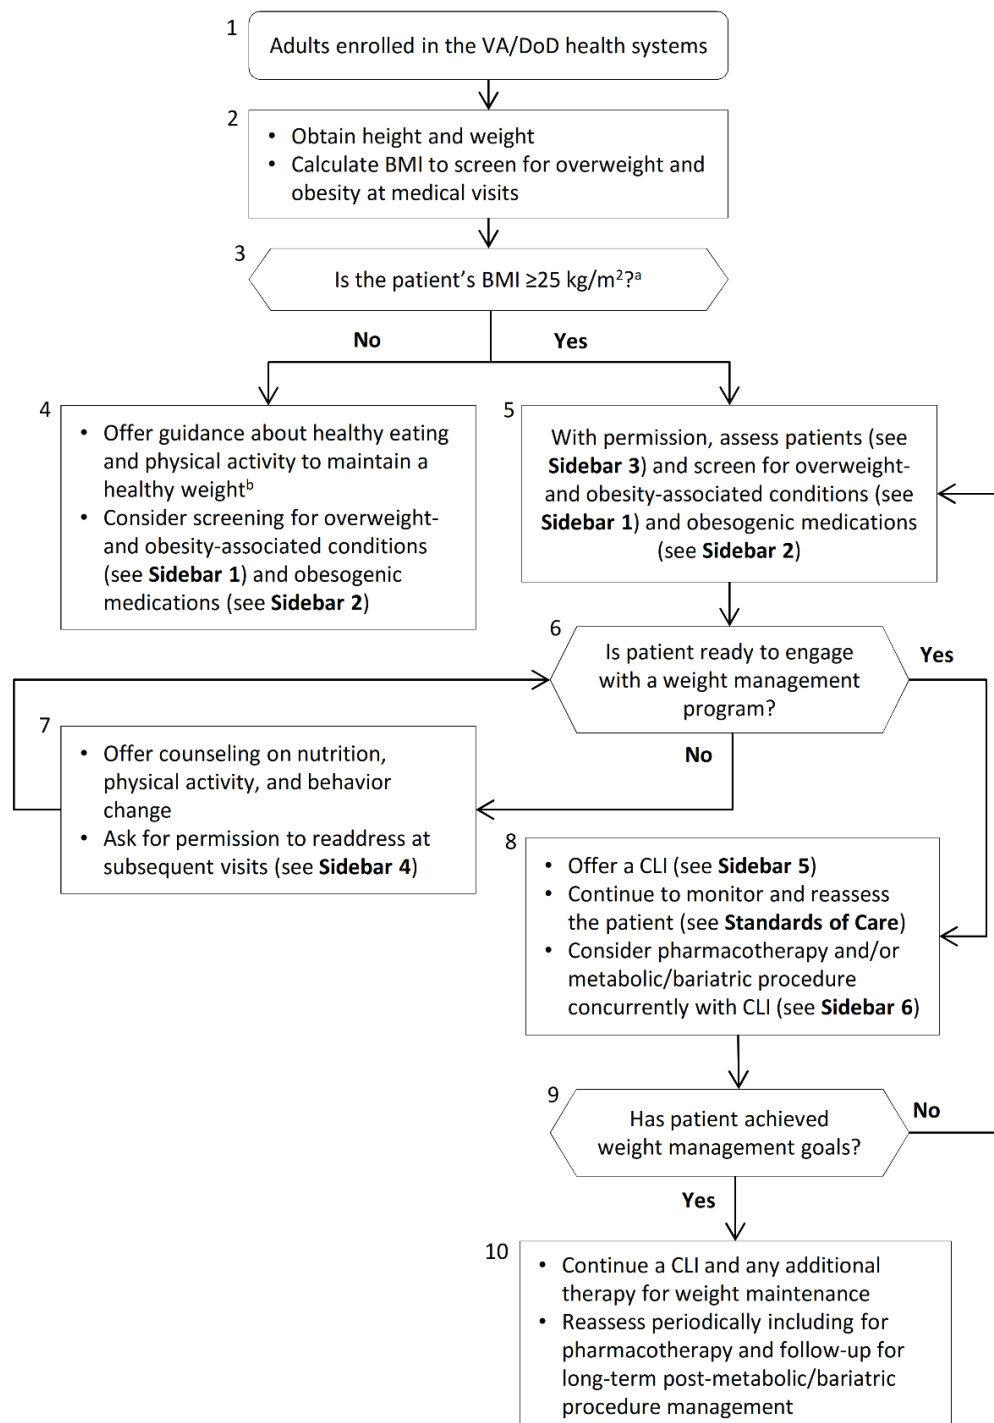 1
Adults enrolled in the VA/DoD health systems
2
• Obtain height and weight
• Calculate BMI to screen for overweight and
obesity at medical visits
3
Is the patient’s BMI ≥25 kg/m²?ᵃ
No
Yes
4
• Offer guidance about healthy eating
and physical activity to maintain a
healthy weightᵇ
• Consider screening for overweight-
and obesity-associated conditions
(see Sidebar 1) and obesogenic
medications (see Sidebar 2)
5
With permission, assess patients (see
Sidebar 3) and screen for overweight-
and obesity-associated conditions (see
Sidebar 1) and obesogenic medications
(see Sidebar 2)
6
Is patient ready to engage
with a weight management
program?
Yes
No
7
• Offer counseling on nutrition,
physical activity, and behavior
change
• Ask for permission to readdress at
subsequent visits (see Sidebar 4)
8
• Offer a CLI (see Sidebar 5)
• Continue to monitor and reassess
the patient (see Standards of Care)
• Consider pharmacotherapy and/or
metabolic/bariatric procedure
concurrently with CLI (see Sidebar 6)
9
Has patient achieved
weight management goals?
No
Yes
10
• Continue a CLI and any additional
therapy for weight maintenance
• Reassess periodically including for
pharmacotherapy and follow-up for
long-term post-metabolic/bariatric
procedure management